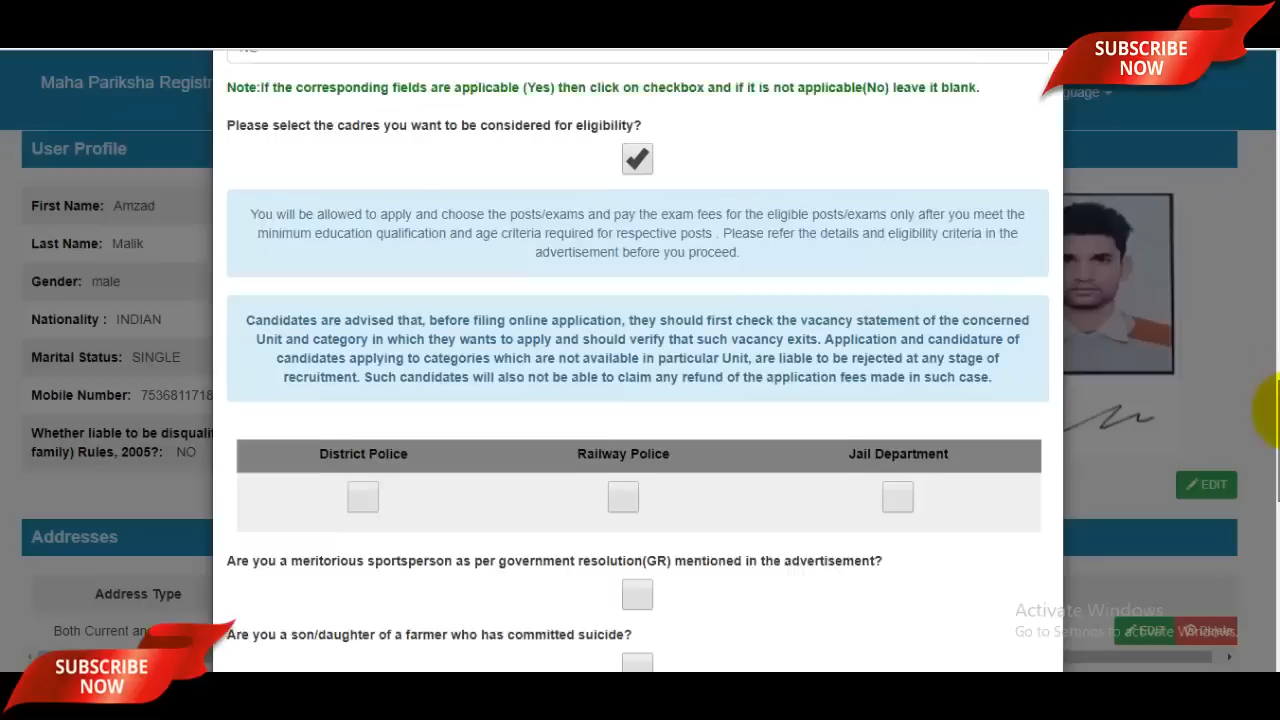 SUBSCRIBE
NOW
Maha Pariksha Registr
guage
Note:If the corresponding fields are applicable (Yes) then click on checkbox and if it is not applicable(No) leave it blank.
Please select the cadres you want to be considered for eligibility?
User Profile
First Name: Amzad
Last Name: Malik
Gender: male
Nationality : INDIAN
Marital Status: SINGLE
Mobile Number: 7536811718
Whether liable to be disquali
family) Rules, 2005?: NO
You will be allowed to apply and choose the posts/exams and pay the exam fees for the eligible posts/exams only after you meet the
minimum education qualification and age criteria required for respective posts . Please refer the details and eligibility criteria in the
advertisement before you proceed.
Candidates are advised that, before filing online application, they should first check the vacancy statement of the concerned
Unit and category in which they wants to apply and should verify that such vacancy exits. Application and candidature of
candidates applying to categories which are not available in particular Unit, are liable to be rejected at any stage of
recruitment. Such candidates will also not be able to claim any refund of the application fees made in such case.
District Police Railway Police Jail Department
EDIT
Are you a meritorious sportsperson as per government resolution(GR) mentioned in the advertisement?
Are you a son/daughter of a farmer who has committed suicide?
Addresses
Address Type
Both Current an
Activate Windows
Go to Settings to activate Windows.
EDIT Delete
SUBSCRIBE
NOW